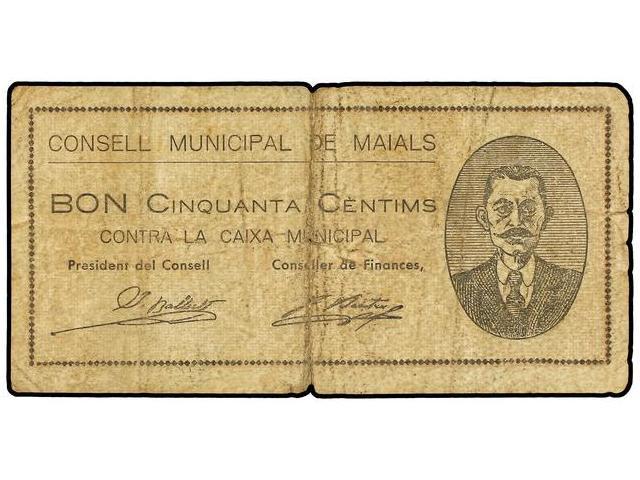 CONSELL MUNICIPAL DE MAIALS
BON CINQUANTA CÈNTIMS
CONTRA LA CAIXA MUNICIPAL
President del Consell Conseller de Finances,